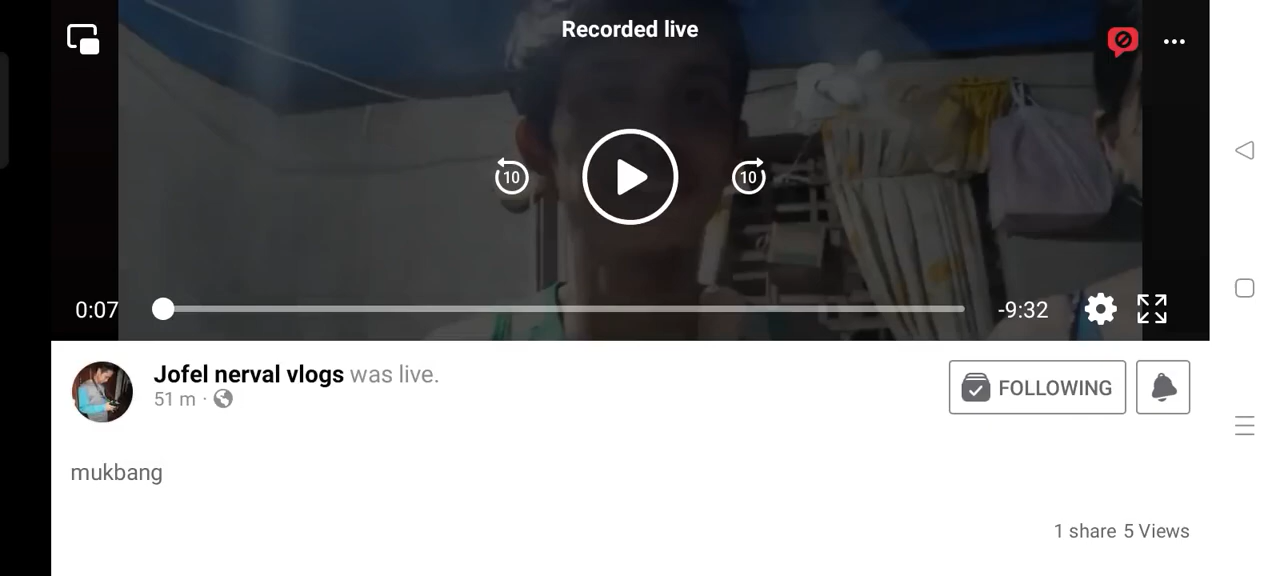 Recorded live
10
10
0:07
-9:32
Jofel nerval vlogs was live.
FOLLOWING
51 m ·
mukbang
1 share 5 Views